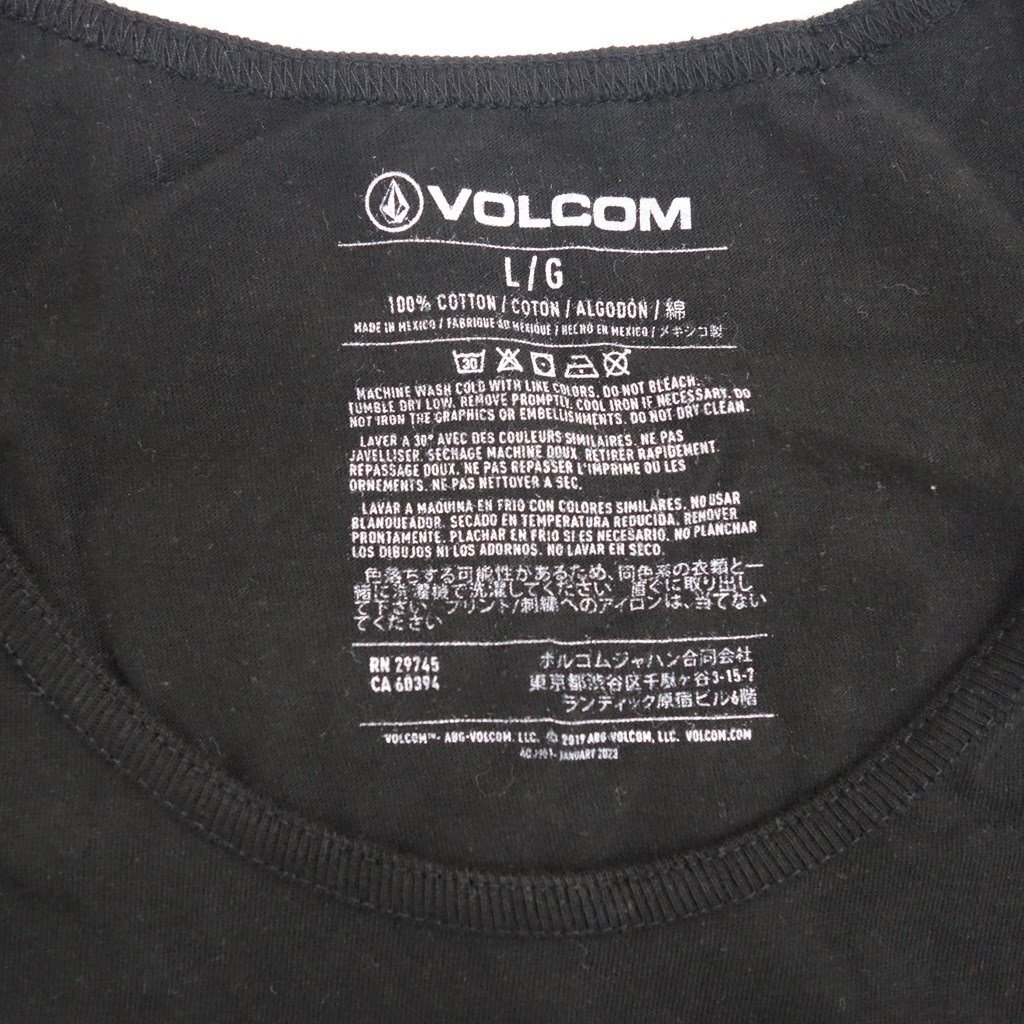 VOLCOM
L/G
100% COTTON / COTON / ALGODÓN / 綿
MADE IN MEXICO / FABRIQUÉ AU MEXIQUE / HECHO EN MEXICO / メキシコ製
30
MACHINE WASH COLD WITH LIKE COLORS. DO NOT BLEACH.
TUMBLE DRY LOW. REMOVE PROMPTLY. COOL IRON IF NECESSARY. DO
NOT IRON THE GRAPHICS OR EMBELLISHMENTS. DO NOT DRY CLEAN.
LAVER A 30° AVEC DES COULEURS SIMILAIRES. NE PAS
JAVELLISER. SECHAGE MACHINE DOUX. RETIRER RAPIDEMENT.
REPASSAGE DOUX. NE PAS REPASSER L'IMPRIME OU LES
ORNEMENTS. NE PAS NETTOYER A SEC.
LAVAR A MAQUINA EN FRIO CON COLORES SIMILARES. NO USAR
BLANQUEADOR. SECADO EN TEMPERATURA REDUCIDA, REMOVER
PRONTAMENTE. PLACHAR EN FRIO SI ES NECESARIO. NO PLANCHAR
LOS DIBUJOS NI LOS ADORNOS. NO LAVAR EN SECO.
色落ちする可能性があるため、同色系の衣類と一
緒に洗濯機で洗濯してください。直ぐに取り出し
て下さい。プリント/刺繍へのアイロンは、当てない
でください
RN 29745
CA 60394
ボルコムジャパン合同会社
東京都渋谷区千駄ヶ谷3-15-7
ランディック原宿ビル6階
VOLCOM™- ABG-VOLCOM, LLC. © 2019 ABG-VOLCOM, LLC. VOLCOM.COM
JANUARY 2023